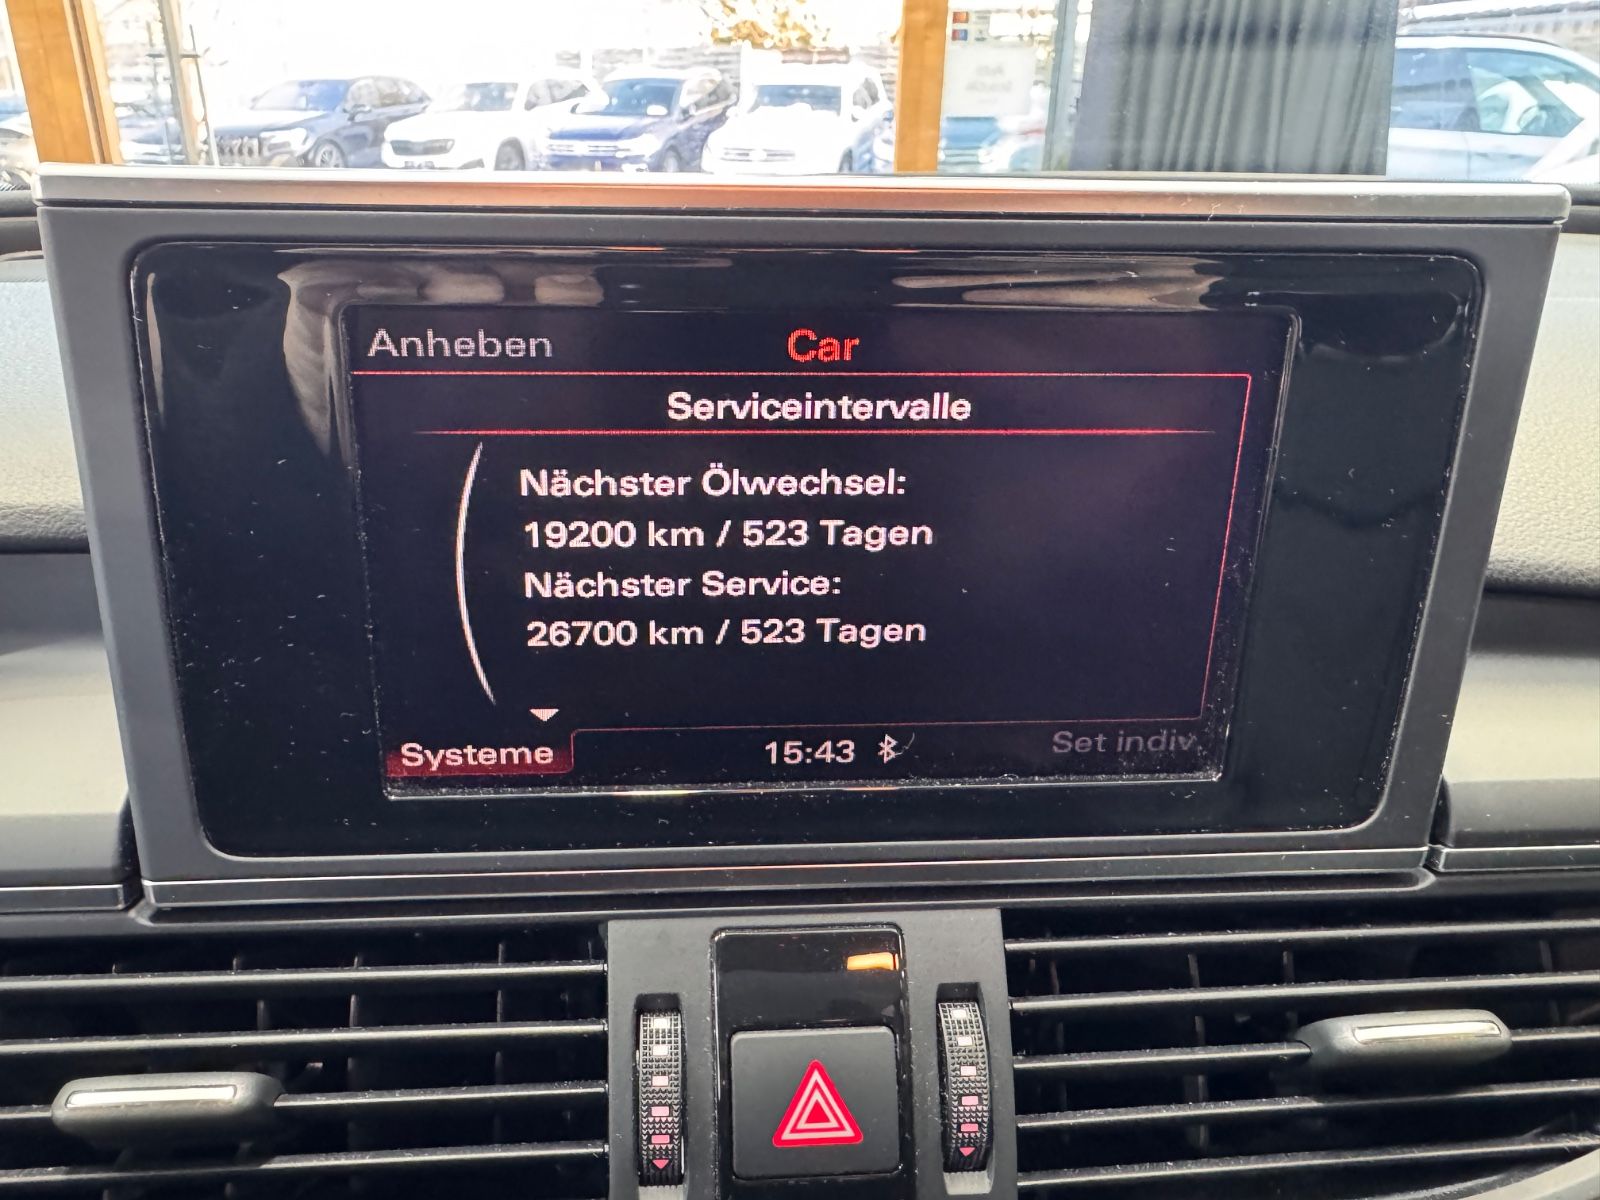 Anheben
Car
Serviceintervalle
Nächster Ölwechsel:
19200 km / 523 Tagen
Nächster Service:
26700 km / 523 Tagen
Systeme
15:43
Set indiv.